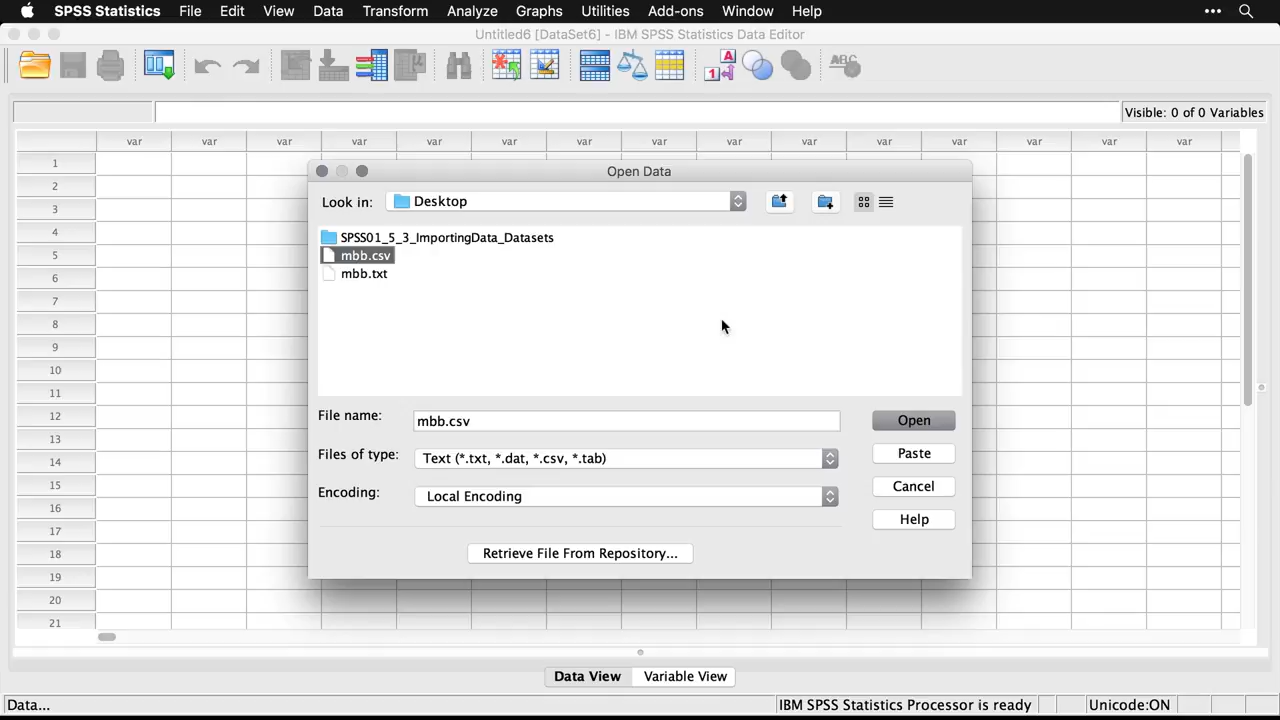 SPSS Statistics File Edit View Data Transform Analyze Graphs Utilities Add-ons Window Help
Untitled6 [DataSet6] - IBM SPSS Statistics Data Editor
A
1
ABC
Visible: 0 of 0 Variables
var var var var var var var var var var var var var var var
1
2
3
4
5
6
7
8
9
10
11
12
13
14
15
16
17
18
19
20
21
Open Data
Look in: Desktop
SPSS01_5_3_ImportingData_Datasets
mbb.csv
mbb.txt
File name: mbb.csv Open
Files of type: Text (*.txt, *.dat, *.csv, *.tab) Paste
Encoding: Local Encoding Cancel
Help
Retrieve File From Repository...
Data View Variable View
Data... IBM SPSS Statistics Processor is ready Unicode:ON